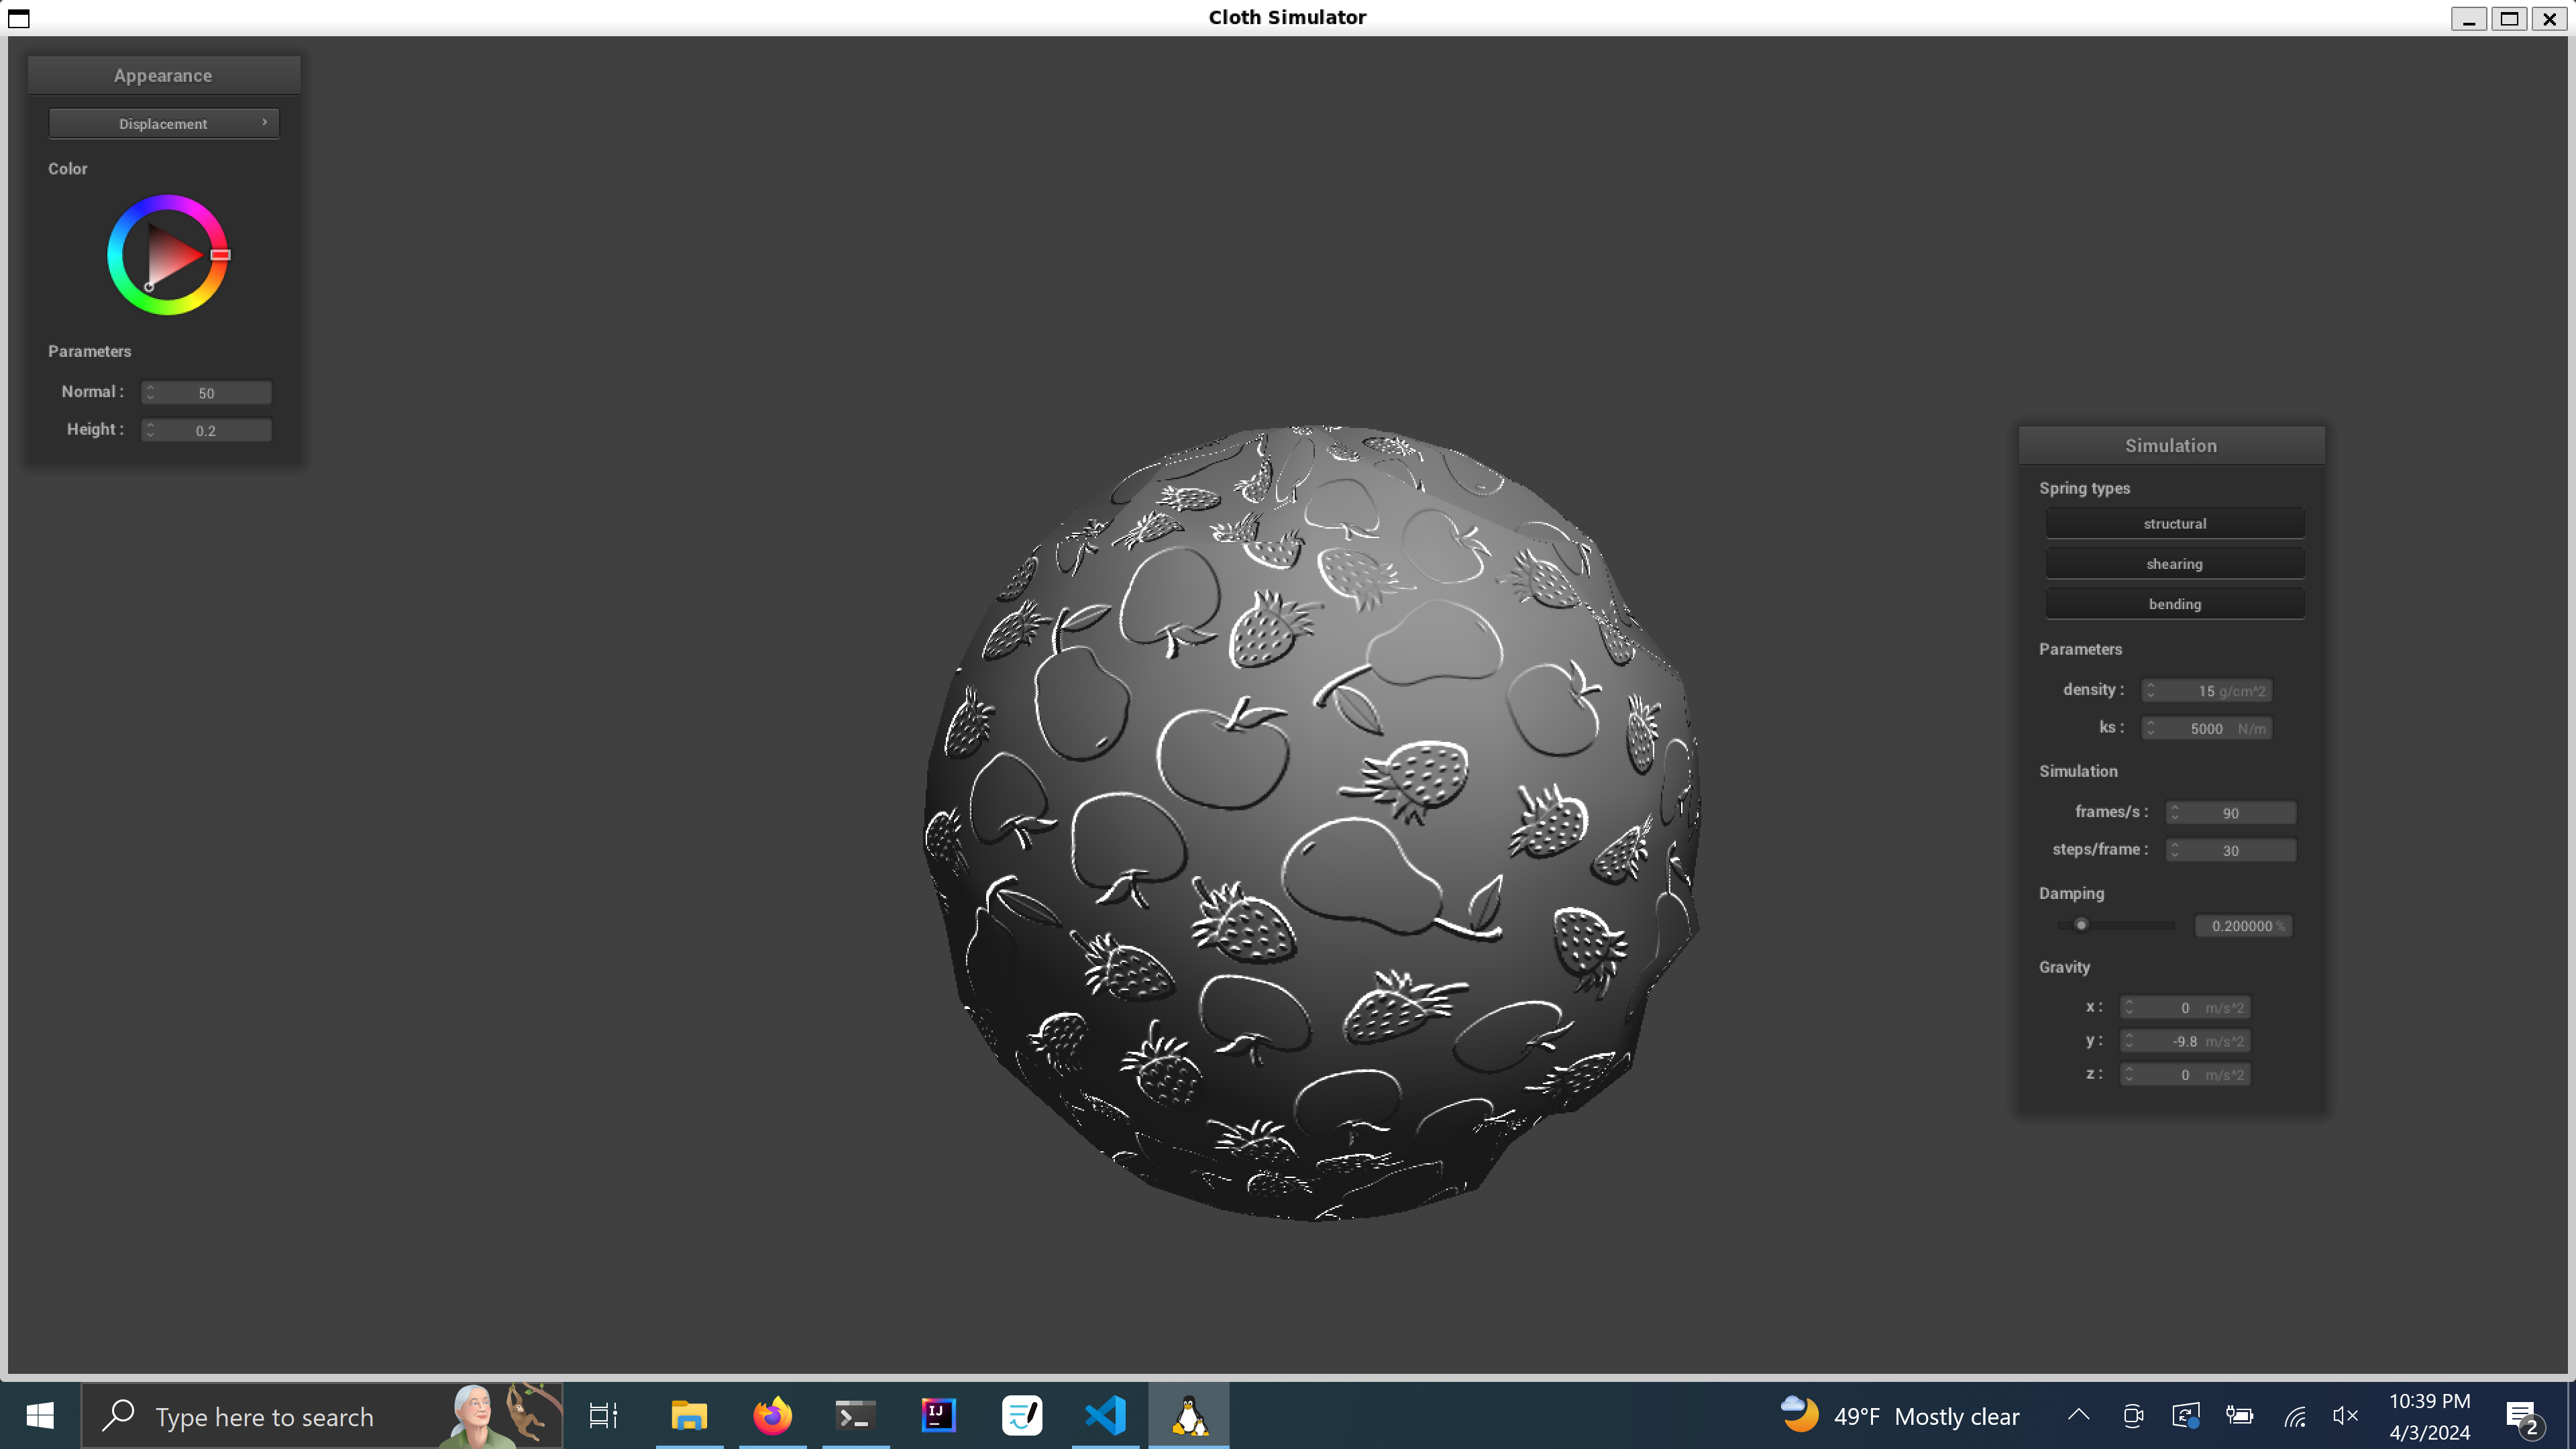 Cloth Simulator
Appearance
Displacement
Color
Parameters
Normal : 50
Height : 0.2
Simulation
Spring types
structural
shearing
bending
Parameters
density : 15 g/cm^2
ks : 5000 N/m
Simulation
frames/s : 90
steps/frame : 30
Damping
0.200000 %
Gravity
x : 0 m/s^2
y : -9.8 m/s^2
z : 0 m/s^2
Type here to search
IJ
49°F Mostly clear
10:39 PM
4/3/2024
2